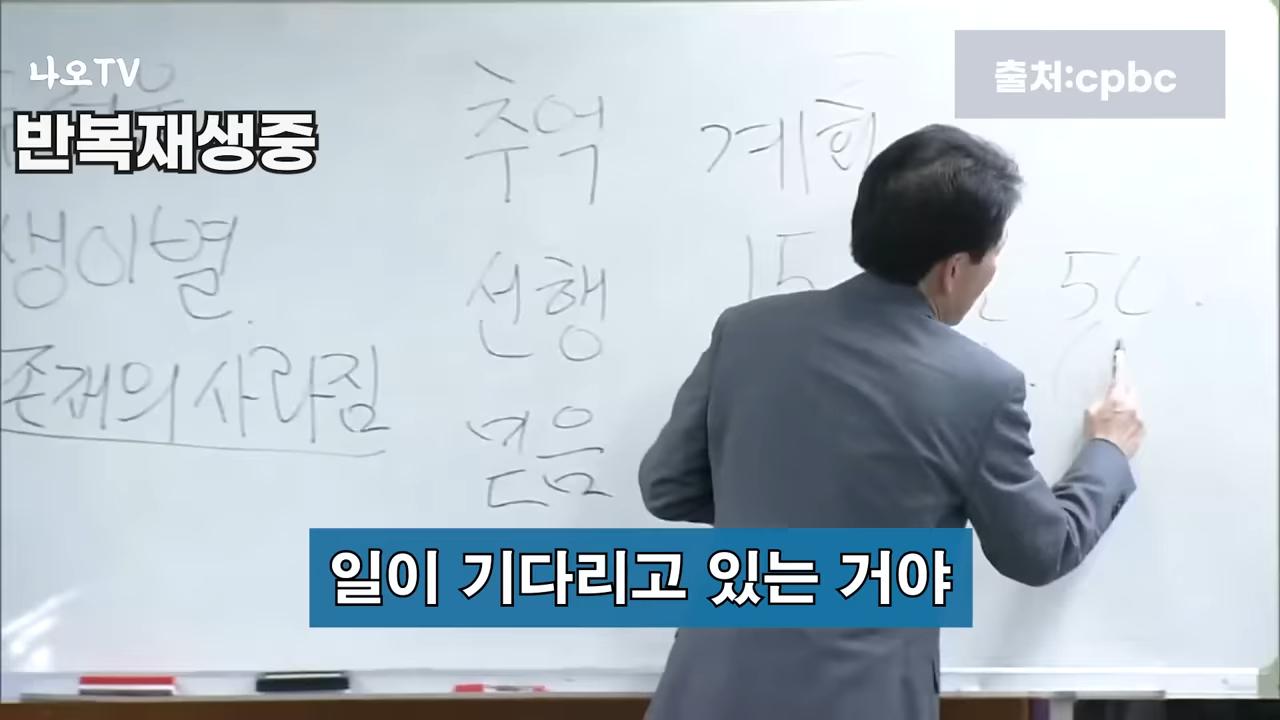 나오TV
출처:cpbc
반복재생중
추억
계획
생이별.
선행
15
50.
존재의 사라짐
믿음
일이 기다리고 있는 거야